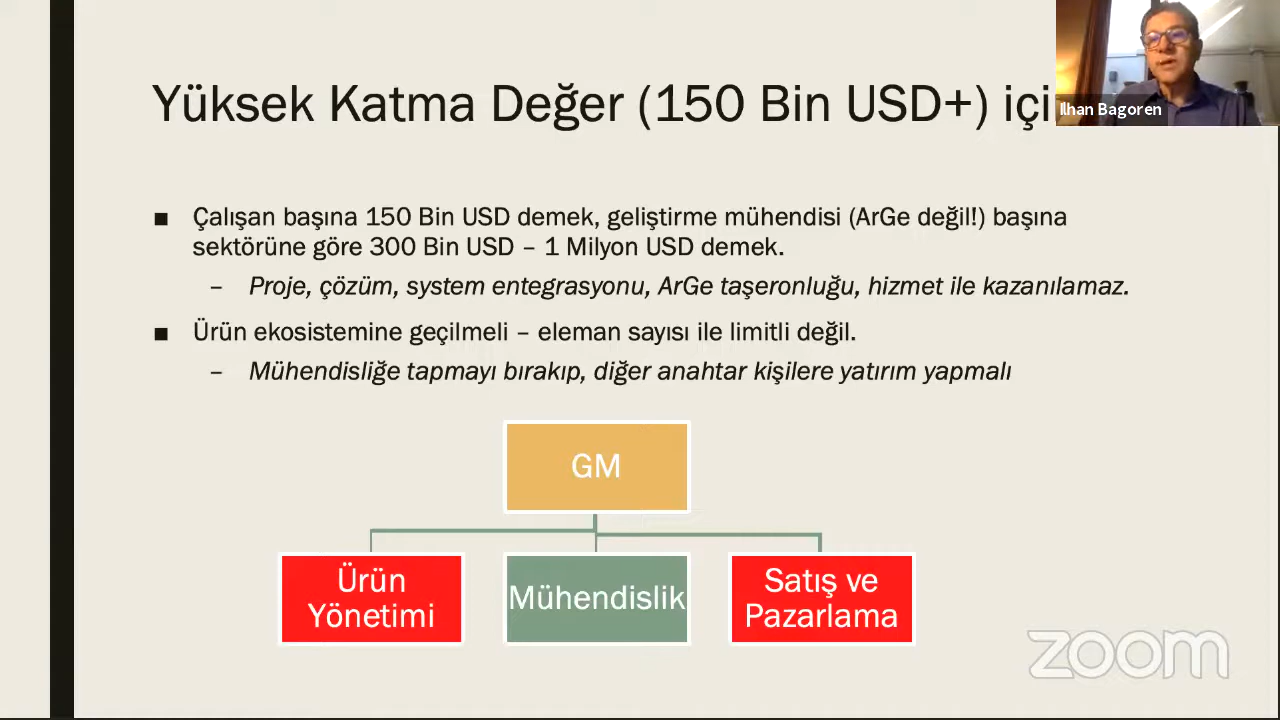 Yüksek Katma Değer (150 Bin USD+) içi
Ilhan Bagoren
■ Çalışan başına 150 Bin USD demek, geliştirme mühendisi (ArGe değil!) başına
sektörüne göre 300 Bin USD – 1 Milyon USD demek.
– Proje, çözüm, system entegrasyonu, ArGe taşeronluğu, hizmet ile kazanılamaz.
■ Ürün ekosistemine geçilmeli – eleman sayısı ile limitli değil.
– Mühendisliğe tapmayı bırakıp, diğer anahtar kişilere yatırım yapmalı
GM
Ürün
Yönetimi
Mühendislik
Satış ve
Pazarlama
zoom